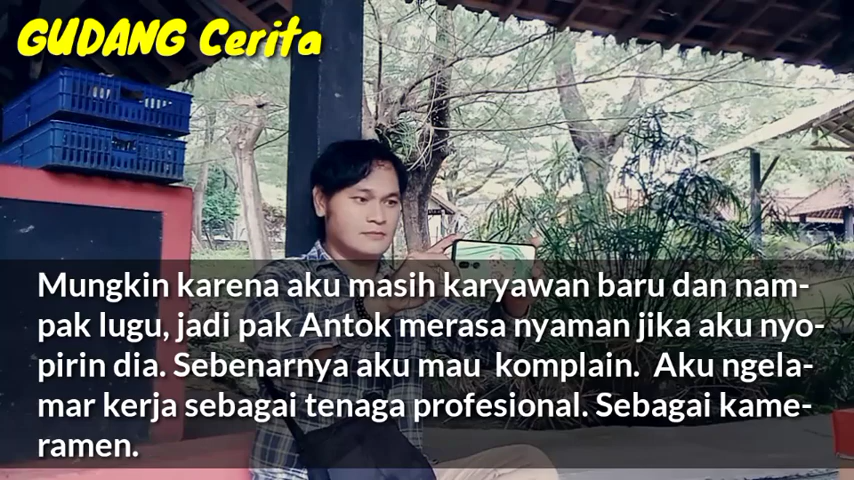 GUDANG Cerita
Mungkin karena aku masih karyawan baru dan nam-
pak lugu, jadi pak Antok merasa nyaman jika aku nyo-
pirin dia. Sebenarnya aku mau  komplain.  Aku ngela-
mar kerja sebagai tenaga profesional. Sebagai kame-
ramen.